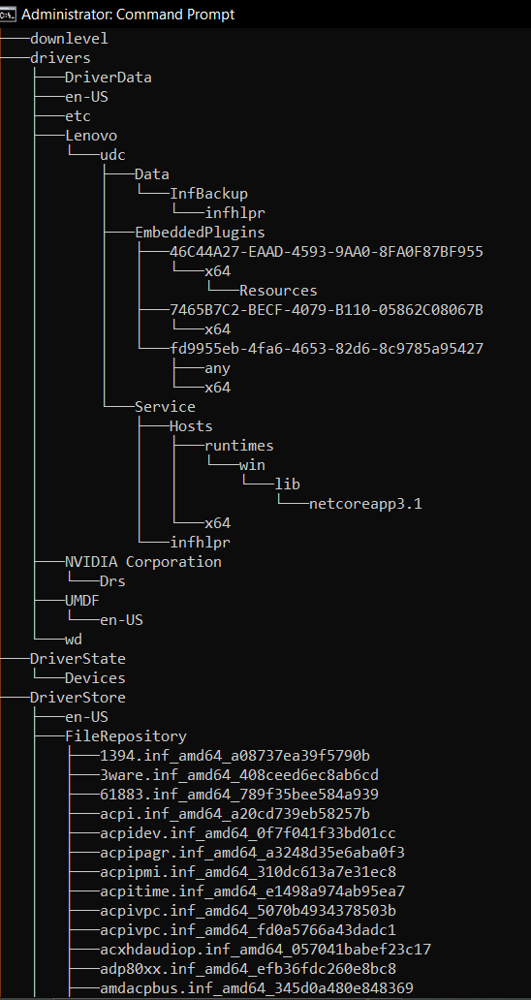 Administrator: Command Prompt
downlevel
drivers
DriverData
en-US
etc
Lenovo
udc
Data
InfBackup
infhlpr
EmbeddedPlugins
46C44A27-EAAD-4593-9AA0-8FA0F87BF955
x64
Resources
7465B7C2-BECF-4079-B110-05862C08067B
x64
fd9955eb-4fa6-4653-82d6-8c9785a95427
any
x64
Service
Hosts
runtimes
win
lib
netcoreapp3.1
x64
infhlpr
NVIDIA Corporation
Drs
UMDF
en-US
wd
DriverState
Devices
DriverStore
en-US
FileRepository
1394.inf_amd64_a08737ea39f5790b
3ware.inf_amd64_408ceed6ec8ab6cd
61883.inf_amd64_789f35bee584a939
acpi.inf_amd64_a20cd739eb58257b
acpidev.inf_amd64_0f7f041f33bd01cc
acpipagr.inf_amd64_a3248d35e6aba0f3
acpipmi.inf_amd64_310dc613a7e31ec8
acpitime.inf_amd64_e1498a974ab95ea7
acpivpc.inf_amd64_5070b4934378503b
acpivpc.inf_amd64_fd0a5766a43dadc1
acxhdaudiop.inf_amd64_057041babef23c17
adp80xx.inf_amd64_efb36fdc260e8bc8
amdacpbus.inf_amd64_345d0a480e848369